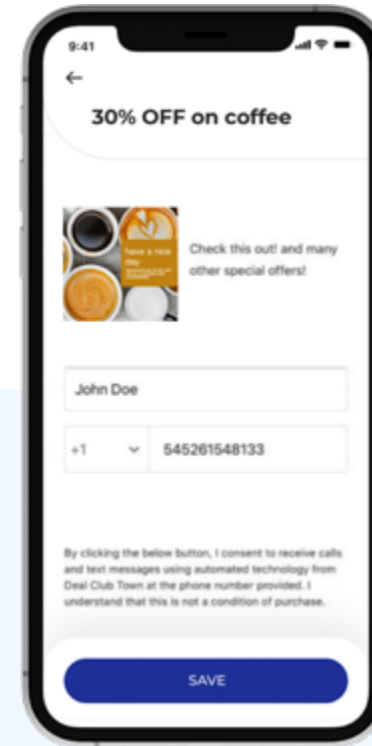 9:41
30% OFF on coffee
have a nice
day
Check this out! and many
other special offers!
John Doe
+1 545261548133
By clicking the below button, I consent to receive calls
and text messages using automated technology from
Deal Club Town at the phone number provided. I
understand that this is not a condition of purchase.
SAVE